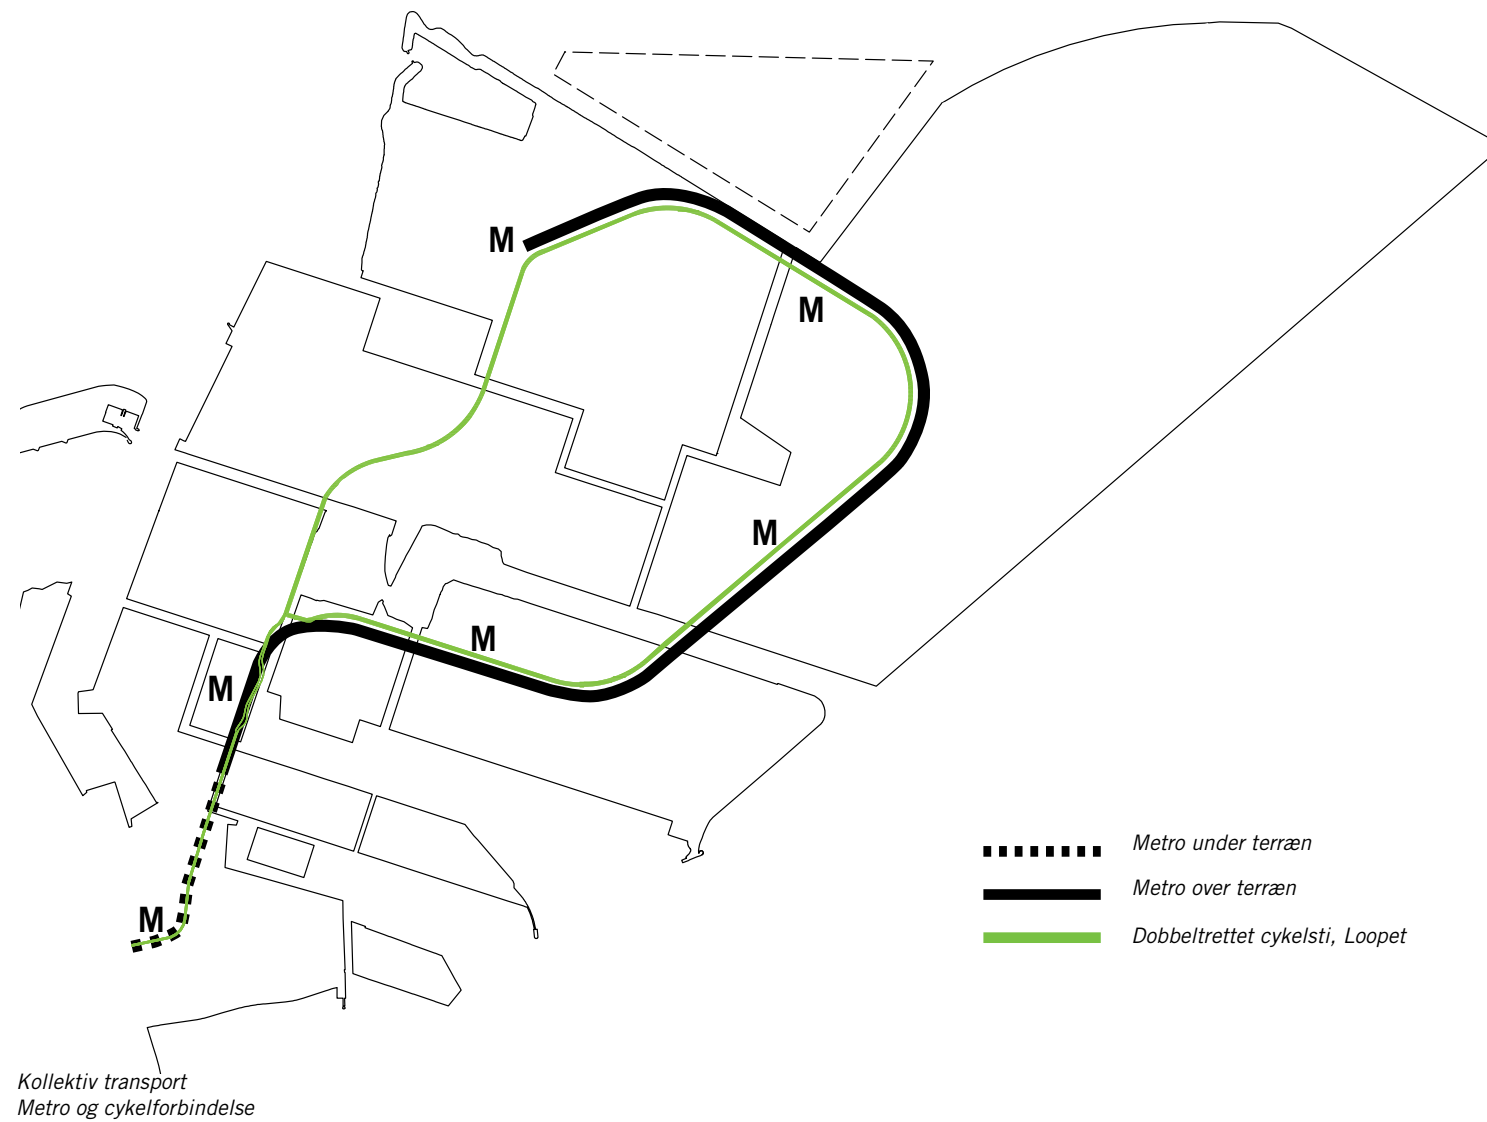 M
M
M
M
M
M
Metro under terræn
Metro over terræn
Dobbeltrettet cykelsti, Loopet
Kollektiv transport
Metro og cykelforbindelse